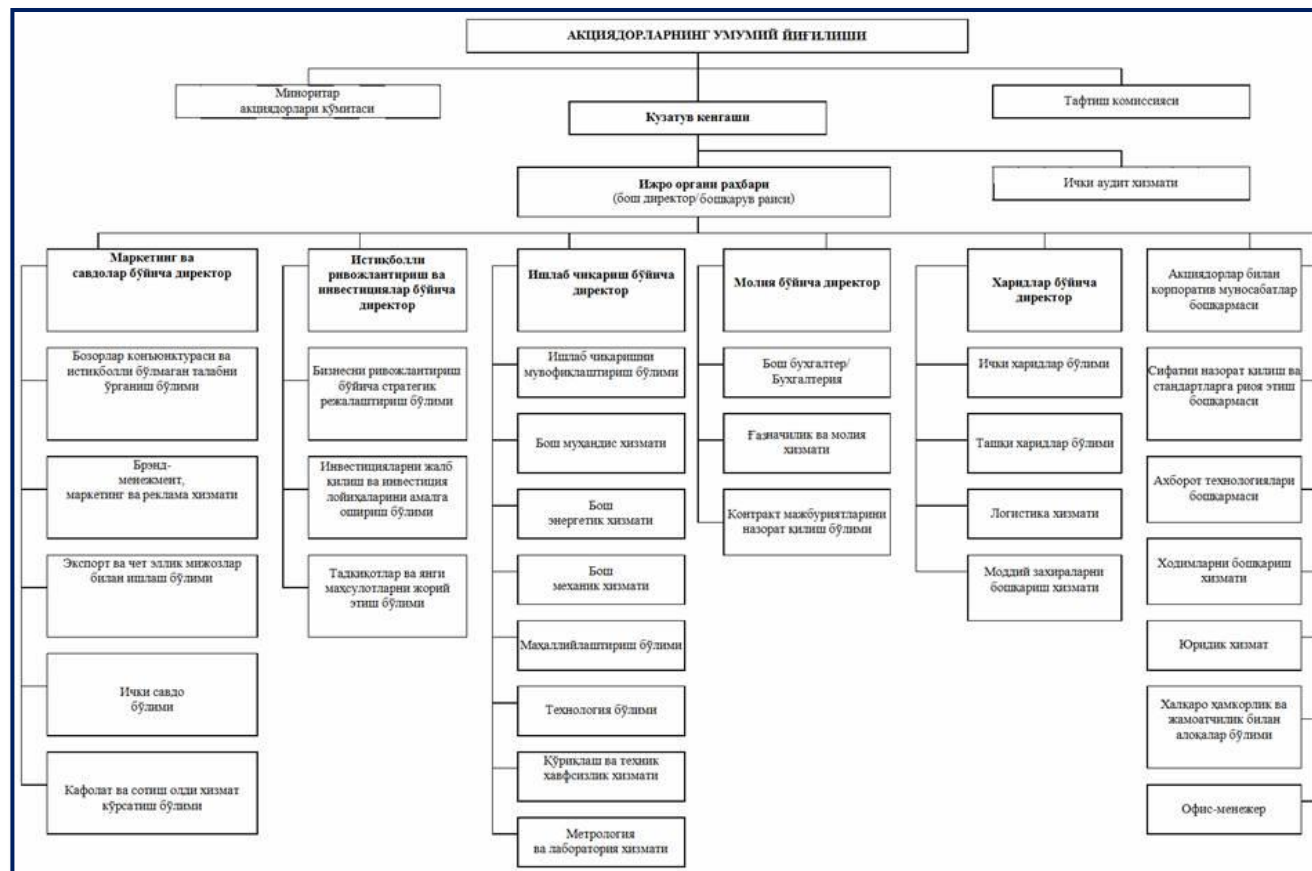 АКЦИЯДОРЛАРНИНГ УМУМИЙ ЙИҒИЛИШИ
Миноритар
акциядорлари кўмитаси
Тафтиш комиссияси
Кузатув кенгаши
Ижро органи раҳбари
(бош директор/бошқарув раиси)
Ички аудит хизмати
Маркетинг ва
савдолар бўйича директор
Бозорлар конъюнктураси ва
истиқболли бўлмаган талабни
ўрганиш бўлими
Брэнд-
менежмент,
маркетинг ва реклама хизмати
Экспорт ва чет эллик мижозлар
билан ишлаш бўлими
Ички савдо
бўлими
Кафолат ва сотиш олди хизмат
кўрсатиш бўлими
Истиқболли
ривожлантириш ва
инвестициялар бўйича
директор
Бизнесни ривожлантириш
бўйича стратегик
режалаштириш бўлими
Инвестицияларни жалб
қилиш ва инвестиция
лойиҳаларини амалга
ошириш бўлими
Тадқиқотлар ва янги
маҳсулотларни жорий
этиш бўлими
Ишлаб чиқариш бўйича
директор
Ишлаб чиқаришни
мувофиқлаштириш бўлими
Бош муҳандис хизмати
Бош
энергетик хизмати
Бош
механик хизмати
Маҳаллийлаштириш бўлими
Технология бўлими
Қўриқлаш ва техник
хавфсизлик хизмати
Метрология
ва лаборатория хизмати
Молия бўйича директор
Бош бухгалтер/
Бухгалтерия
Ғазначилик ва молия
хизмати
Контракт мажбуриятларини
назорат қилиш бўлими
Харидлар бўйича
директор
Ички харидлар бўлими
Ташқи харидлар бўлими
Логистика хизмати
Моддий захираларни
бошқариш хизмати
Акциядорлар билан
корпоратив муносабатлар
бошқармаси
Сифатни назорат қилиш ва
стандартларга риоя этиш
бошқармаси
Ахборот технологиялари
бошқармаси
Ходимларни бошқариш
хизмати
Юридик хизмат
Халқаро ҳамкорлик ва
жамоатчилик билан
алоқалар бўлими
Офис-менежер